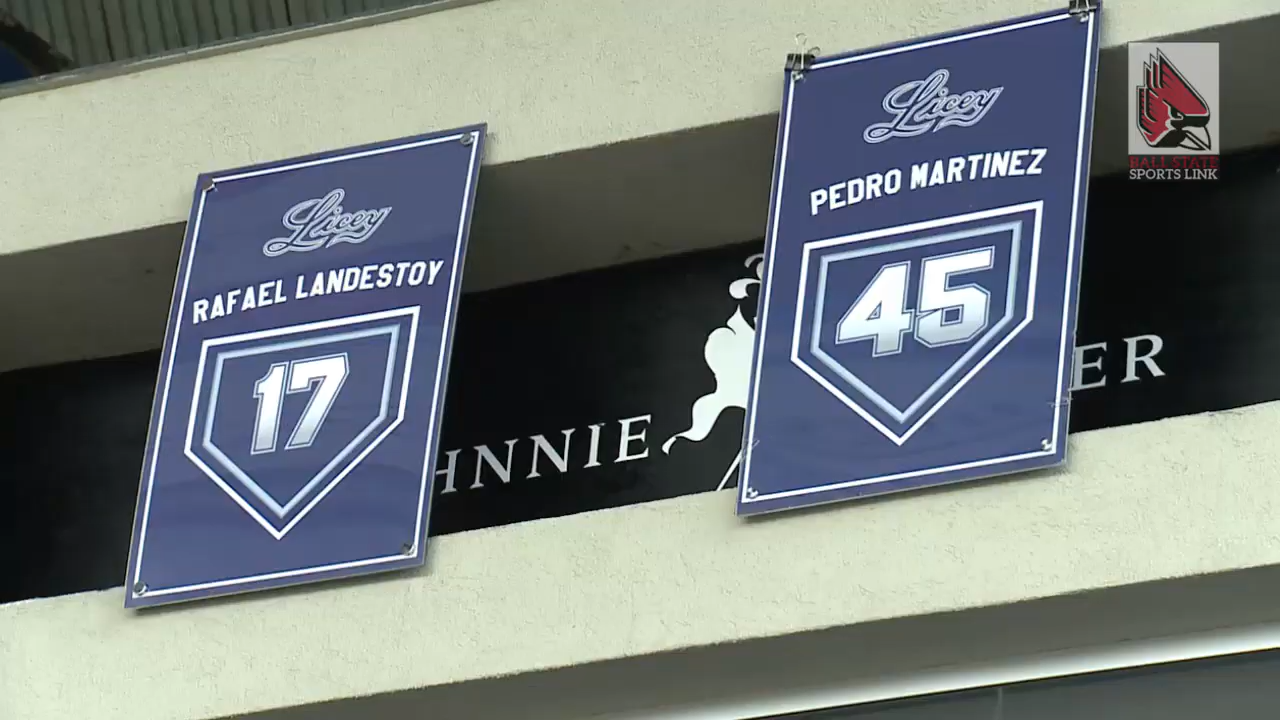 Licey
RAFAEL LANDESTOY
17
Licey
PEDRO MARTINEZ
45
HNNIE
ER
BALL STATE
SPORTS LINK